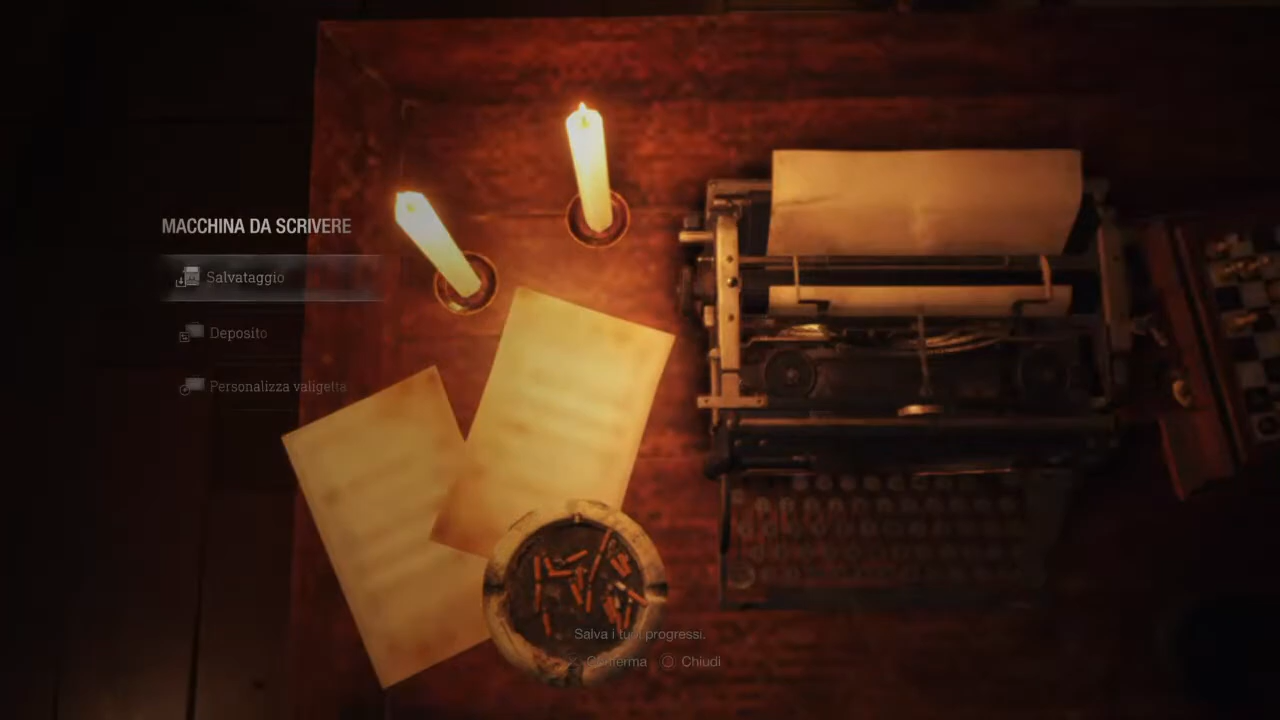 MACCHINA DA SCRIVERE
Salvataggio
Deposito
Personalizza valigetta
Salva i tuoi progressi.
Conferma Chiudi